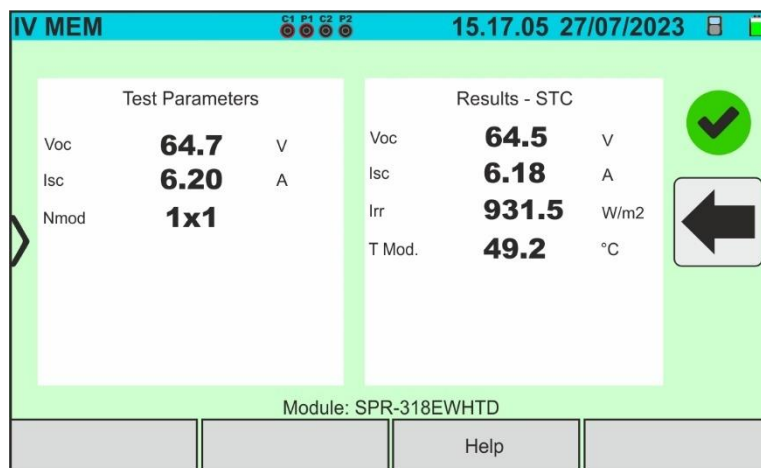 IV MEM C1 P1 C2 P2 15.17.05 27/07/2023
Test Parameters
Voc 64.7 V
Isc 6.20 A
Nmod 1x1
Results - STC
Voc 64.5 V
Isc 6.18 A
Irr 931.5 W/m2
T Mod. 49.2 °C
Module: SPR-318EWHTD
Help